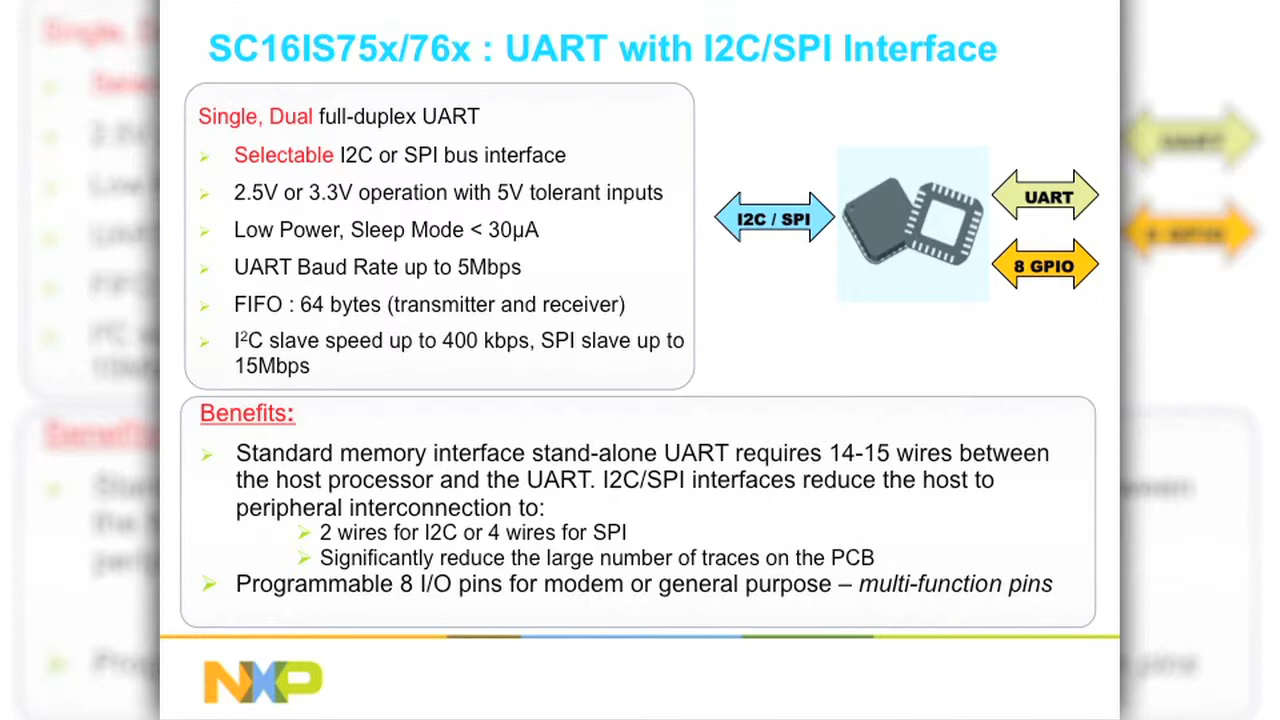 SC16IS75x/76x : UART with I2C/SPI Interface
Single, Dual full-duplex UART
Selectable I2C or SPI bus interface
2.5V or 3.3V operation with 5V tolerant inputs
Low Power, Sleep Mode < 30µA
UART Baud Rate up to 5Mbps
FIFO : 64 bytes (transmitter and receiver)
I²C slave speed up to 400 kbps, SPI slave up to
15Mbps
I2C / SPI
UART
8 GPIO
Benefits:
Standard memory interface stand-alone UART requires 14-15 wires between
the host processor and the UART. I2C/SPI interfaces reduce the host to
peripheral interconnection to:
2 wires for I2C or 4 wires for SPI
Significantly reduce the large number of traces on the PCB
Programmable 8 I/O pins for modem or general purpose – multi-function pins
NXP